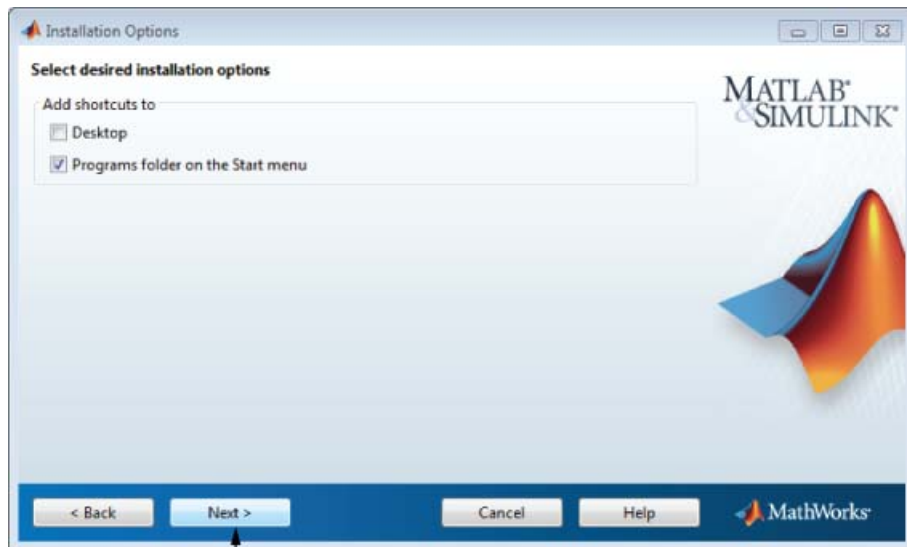 Installation Options
Select desired installation options
MATLAB®
&SIMULINK®
Add shortcuts to
Desktop
Programs folder on the Start menu
< Back
Next >
Cancel
Help
MathWorks®